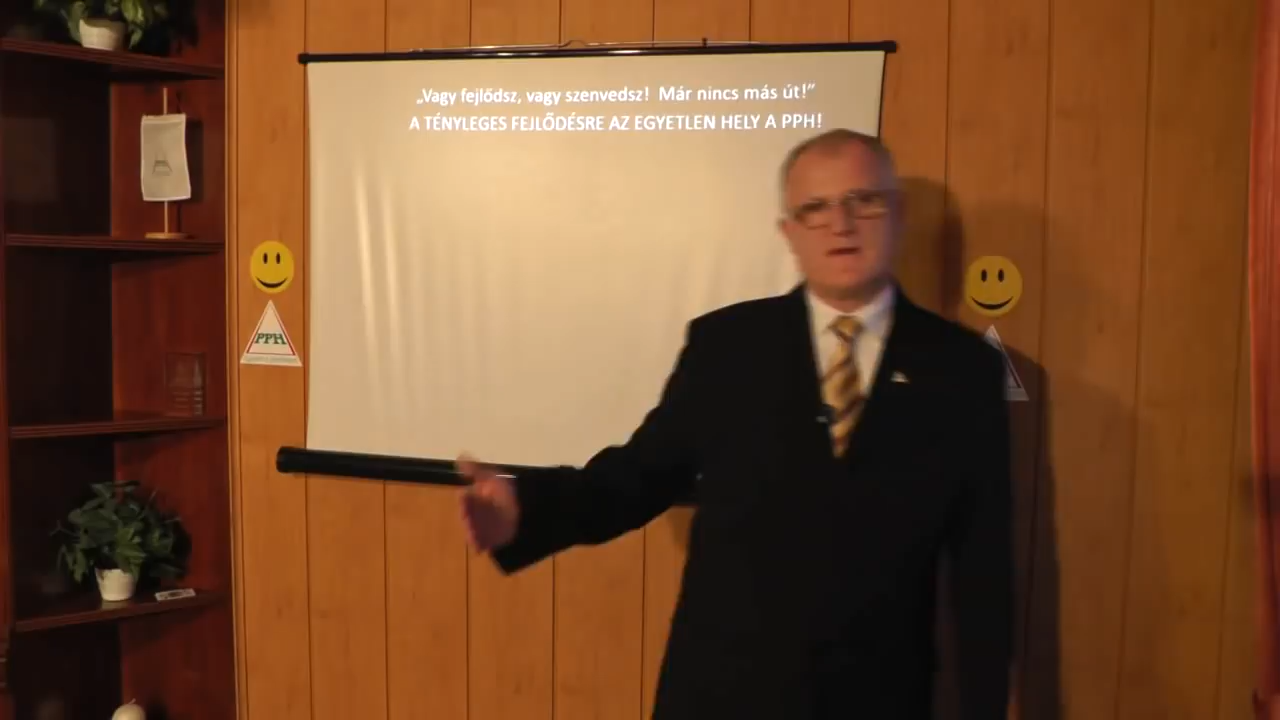 „Vagy fejlődsz, vagy szenvedsz!  Már nincs más út!”
A TÉNYLEGES FEJLŐDÉSRE AZ EGYETLEN HELY A PPH!
PPH